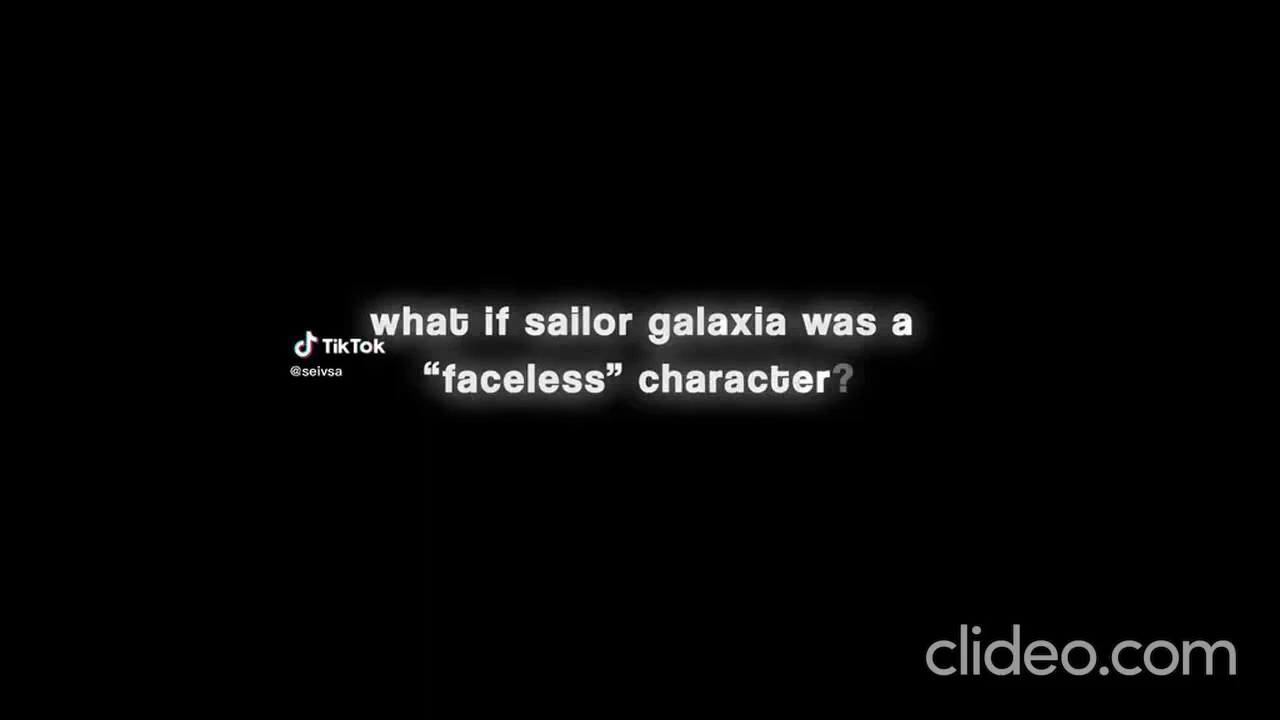 what if sailor galaxia was a
“faceless” character?
TikTok
@seivsa
clideo.com